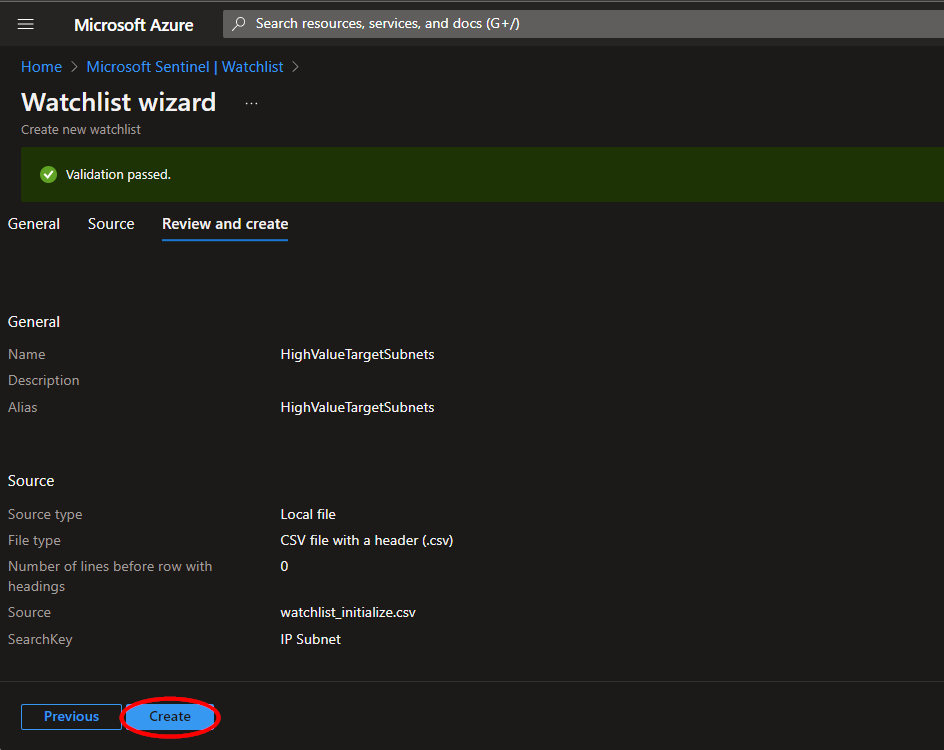 Microsoft Azure
Search resources, services, and docs (G+/)
Home > Microsoft Sentinel | Watchlist >
Watchlist wizard ...
Create new watchlist
Validation passed.
General Source Review and create
General
Name HighValueTargetSubnets
Description
Alias HighValueTargetSubnets
Source
Source type Local file
File type CSV file with a header (.csv)
Number of lines before row with 0
headings
Source watchlist_initialize.csv
SearchKey IP Subnet
Previous Create